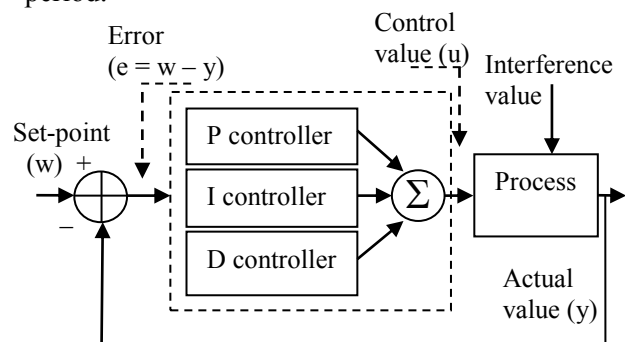 period.
Error
(e = w – y)
Control
value (u)
Interference
value
Set-point
(w)
+
–
P controller
I controller
D controller
Σ
Process
Actual
value (y)